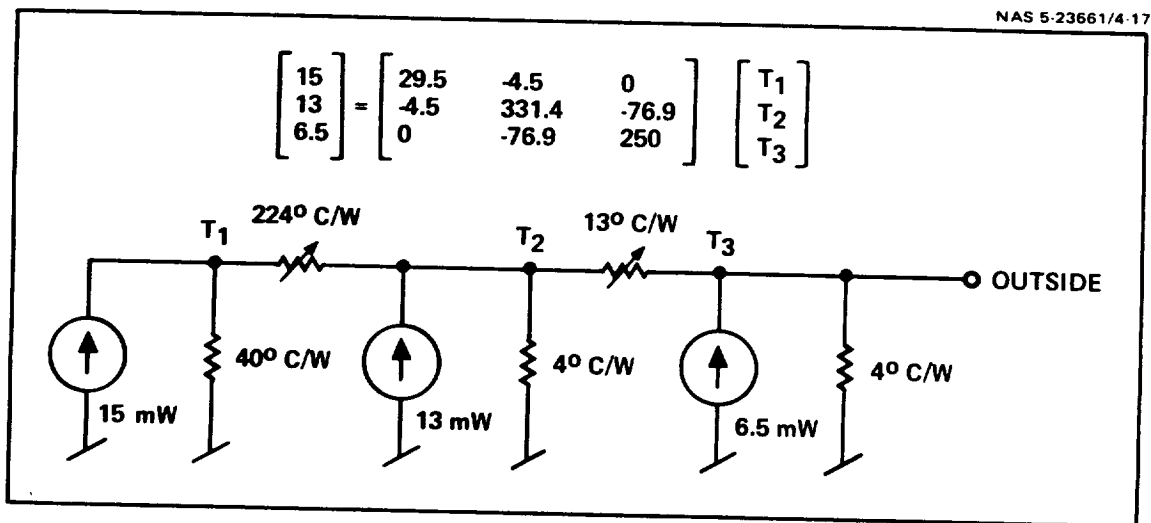 NAS 5-23661/4-17
15 29.5 -4.5 0 T1
13 = -4.5 331.4 -76.9 T2
6.5 0 -76.9 250 T3
224° C/W 13° C/W
T1 T2 T3
OUTSIDE
40° C/W 4° C/W 4° C/W
15 mW 13 mW 6.5 mW